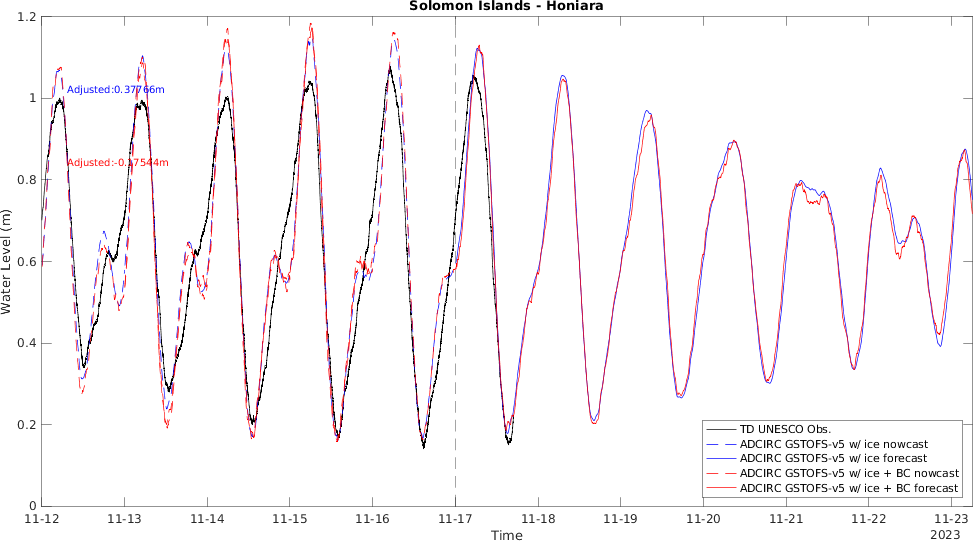 Solomon Islands - Honiara
Water Level (m)
1.2
1
0.8
0.6
0.4
0.2
0
Adjusted:0.37766m
Adjusted:-0.17544m
TD UNESCO Obs.
ADCIRC GSTOFS-v5 w/ ice nowcast
ADCIRC GSTOFS-v5 w/ ice forecast
ADCIRC GSTOFS-v5 w/ ice + BC nowcast
ADCIRC GSTOFS-v5 w/ ice + BC forecast
11-12 11-13 11-14 11-15 11-16 11-17 11-18 11-19 11-20 11-21 11-22 11-23
Time
2023